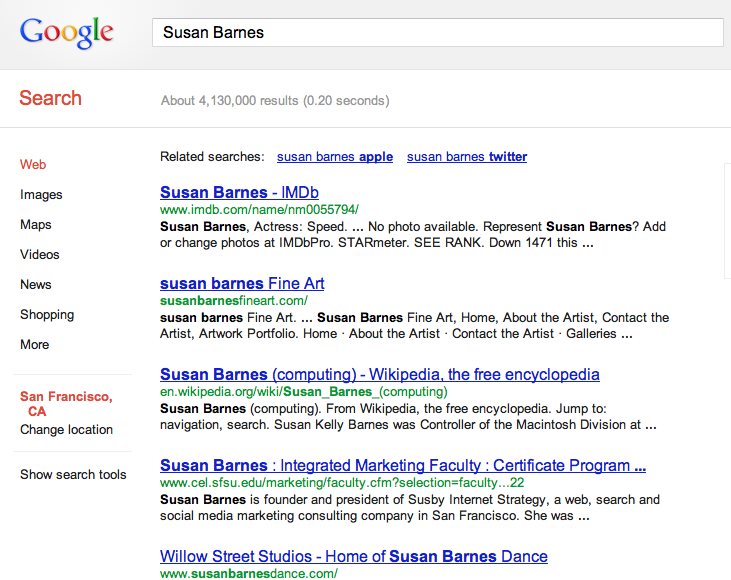 Google
Susan Barnes
Search
About 4,130,000 results (0.20 seconds)
Web
Images
Maps
Videos
News
Shopping
More
San Francisco,
CA
Change location
Show search tools
Related searches: susan barnes apple susan barnes twitter
Susan Barnes - IMDb
www.imdb.com/name/nm0055794/
Susan Barnes, Actress: Speed. ... No photo available. Represent Susan Barnes? Add
or change photos at IMDbPro. STARmeter. SEE RANK. Down 1471 this ...
susan barnes Fine Art
susanbarnesfineart.com/
susan barnes Fine Art. ... Susan Barnes Fine Art, Home, About the Artist, Contact the
Artist, Artwork Portfolio. Home · About the Artist · Contact the Artist · Galleries ...
Susan Barnes (computing) - Wikipedia, the free encyclopedia
en.wikipedia.org/wiki/Susan_Barnes_(computing)
Susan Barnes (computing). From Wikipedia, the free encyclopedia. Jump to:
navigation, search. Susan Kelly Barnes was Controller of the Macintosh Division at ...
Susan Barnes : Integrated Marketing Faculty : Certificate Program ...
www.cel.sfsu.edu/marketing/faculty.cfm?selection=faculty...22
Susan Barnes is founder and president of Susby Internet Strategy, a web, search and
social media marketing consulting company in San Francisco. She was ...
Willow Street Studios - Home of Susan Barnes Dance
www.susanbarnesdance.com/